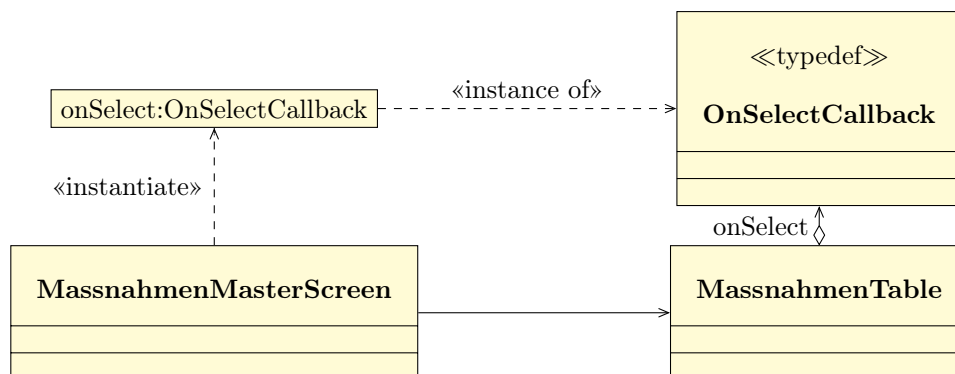 ≪typedef≫
«instance of»
onSelect:OnSelectCallback
OnSelectCallback
«instantiate»
onSelect
MassnahmenMasterScreen
MassnahmenTable